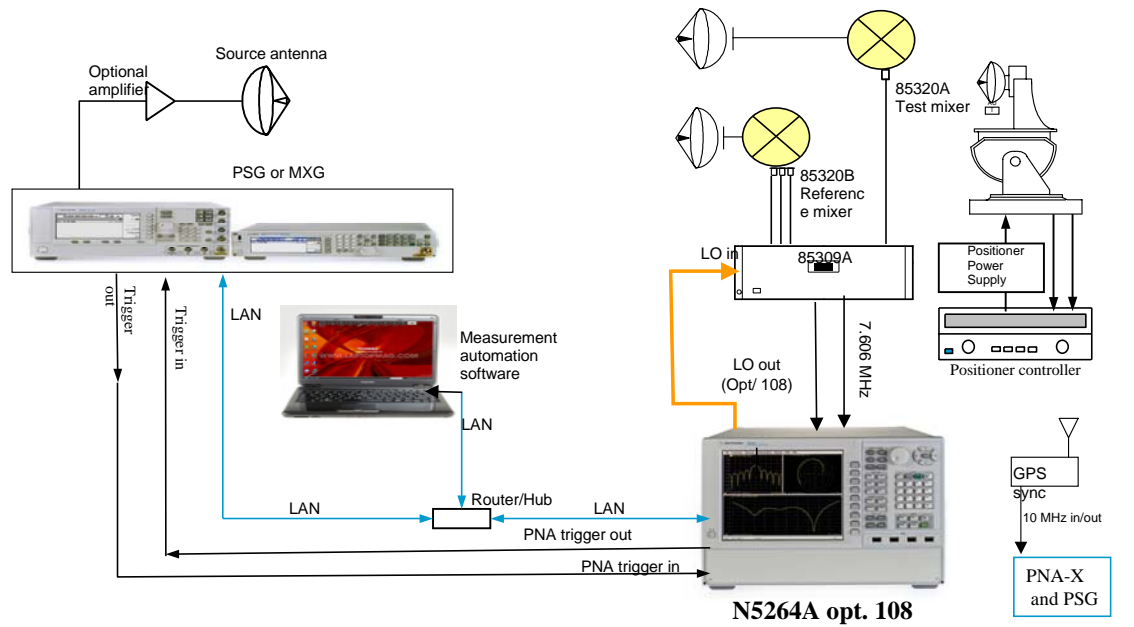 Source antenna
Optional
amplifier
PSG or MXG
85320A
Test mixer
85320B
Referenc
e mixer
LO in
85309A
Positioner
Power
Supply
Positioner controller
Trigger
out
Trigger in
LAN
Measurement
automation
software
LAN
LO out
(Opt/ 108)
7.606 MHz
GPS
sync
10 MHz in/out
LAN
Router/Hub
LAN
PNA trigger out
PNA trigger in
PNA-X
and PSG
N5264A opt. 108